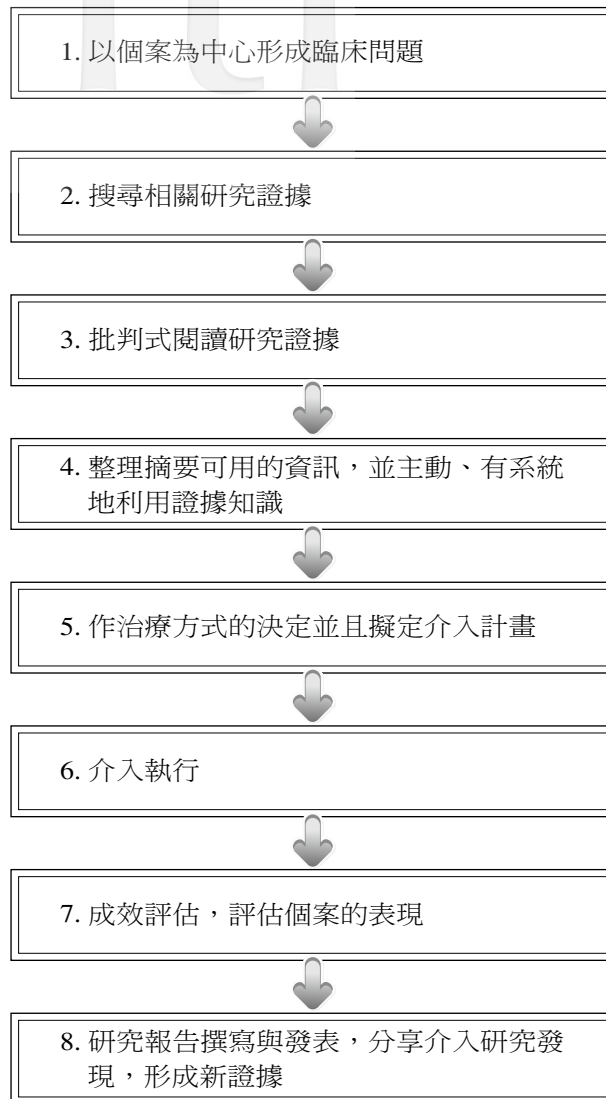 1. 以個案為中心形成臨床問題
2. 搜尋相關研究證據
3. 批判式閱讀研究證據
4. 整理摘要可用的資訊，並主動、有系統
地利用證據知識
5. 作治療方式的決定並且擬定介入計畫
6. 介入執行
7. 成效評估，評估個案的表現
8. 研究報告撰寫與發表，分享介入研究發
現，形成新證據